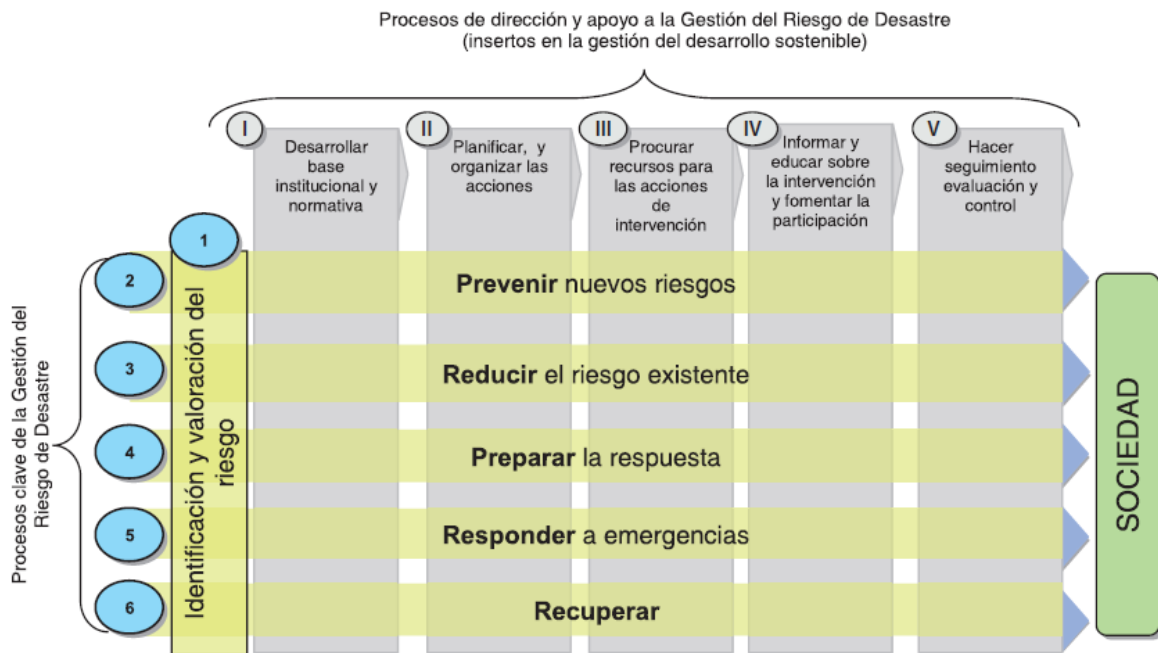 Procesos de dirección y apoyo a la Gestión del Riesgo de Desastre
(insertos en la gestión del desarrollo sostenible)
I
Desarrollar
base
institucional y
normativa
II
Planificar, y
organizar las
acciones
III
Procurar
recursos para
las acciones
de
intervención
IV
Informar y
educar sobre
la intervención
y fomentar la
participación
V
Hacer
seguimiento
evaluación y
control
Procesos clave de la Gestión del
Riesgo de Desastre
1
Identificación y valoración del
riesgo
2
Prevenir nuevos riesgos
3
Reducir el riesgo existente
4
Preparar la respuesta
5
Responder a emergencias
6
Recuperar
SOCIEDAD